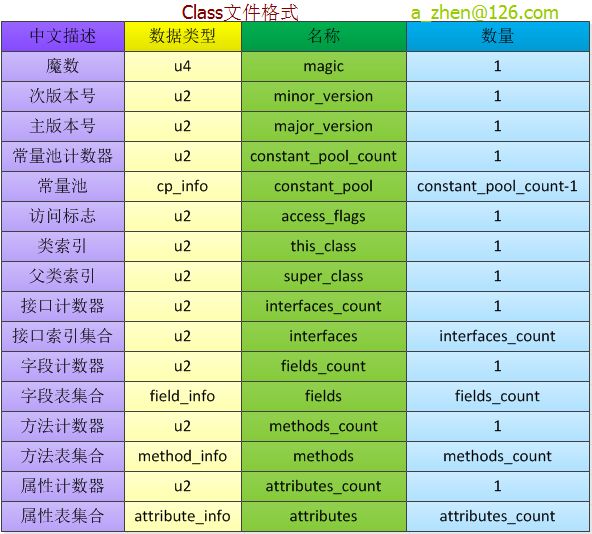 Class文件格式 a_zhen@126.com
中文描述 数据类型 名称 数量
魔数 u4 magic 1
次版本号 u2 minor_version 1
主版本号 u2 major_version 1
常量池计数器 u2 constant_pool_count 1
常量池 cp_info constant_pool constant_pool_count-1
访问标志 u2 access_flags 1
类索引 u2 this_class 1
父类索引 u2 super_class 1
接口计数器 u2 interfaces_count 1
接口索引集合 u2 interfaces interfaces_count
字段计数器 u2 fields_count 1
字段表集合 field_info fields fields_count
方法计数器 u2 methods_count 1
方法表集合 method_info methods methods_count
属性计数器 u2 attributes_count 1
属性表集合 attribute_info attributes attributes_count